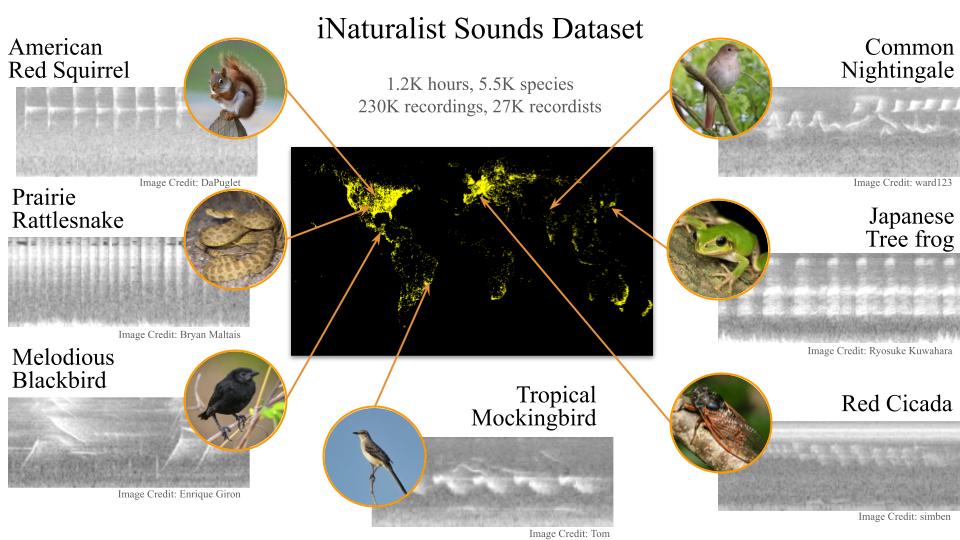 iNaturalist Sounds Dataset
1.2K hours, 5.5K species
230K recordings, 27K recordists
American
Red Squirrel
Image Credit: DaPuglet
Prairie
Rattlesnake
Image Credit: Bryan Maltais
Melodious
Blackbird
Image Credit: Enrique Giron
Tropical
Mockingbird
Image Credit: Tom
Common
Nightingale
Image Credit: ward123
Japanese
Tree frog
Image Credit: Ryosuke Kuwahara
Red Cicada
Image Credit: simben